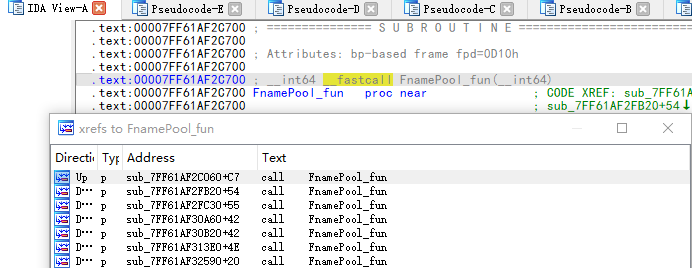 IDA View-A Pseudocode-E Pseudocode-D Pseudocode-C Pseudocode-B
.text:00007FF61AF2C700 ; =============== S U B R O U T I N E =======================
.text:00007FF61AF2C700
.text:00007FF61AF2C700 ; Attributes: bp-based frame fpd=0D10h
.text:00007FF61AF2C700
.text:00007FF61AF2C700 ; __int64 __fastcall FnamePool_fun(__int64)
.text:00007FF61AF2C700 FnamePool_fun proc near ; CODE XREF: sub_7FF61AF2
.text:00007FF61AF2C700 ; sub_7FF61AF2FB20+54↓
xrefs to FnamePool_fun
Directi Ty Address Text
Up p sub_7FF61AF2C060+C7 call FnamePool_fun
D… p sub_7FF61AF2FB20+54 call FnamePool_fun
D… p sub_7FF61AF2FC30+55 call FnamePool_fun
D… p sub_7FF61AF30A60+42 call FnamePool_fun
D… p sub_7FF61AF30B20+42 call FnamePool_fun
D… p sub_7FF61AF313E0+4E call FnamePool_fun
D… p sub_7FF61AF32590+20 call FnamePool_fun